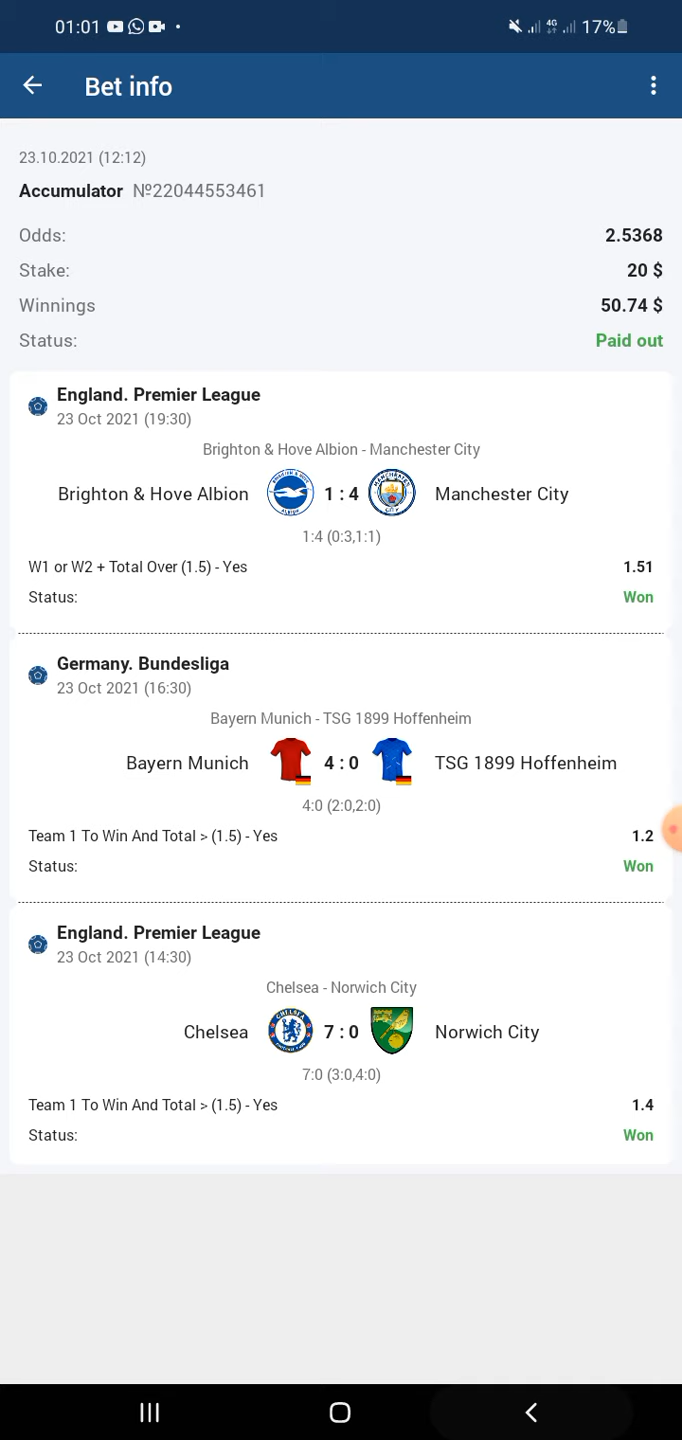 01:01 4G 17%
Bet info
23.10.2021 (12:12)
Accumulator №22044553461
Odds: 2.5368
Stake: 20 $
Winnings 50.74 $
Status: Paid out
England. Premier League
23 Oct 2021 (19:30)
Brighton & Hove Albion - Manchester City
Brighton & Hove Albion 1 : 4 Manchester City
1:4 (0:3,1:1)
W1 or W2 + Total Over (1.5) - Yes 1.51
Status: Won
Germany. Bundesliga
23 Oct 2021 (16:30)
Bayern Munich - TSG 1899 Hoffenheim
Bayern Munich 4 : 0 TSG 1899 Hoffenheim
4:0 (2:0,2:0)
Team 1 To Win And Total > (1.5) - Yes 1.2
Status: Won
England. Premier League
23 Oct 2021 (14:30)
Chelsea - Norwich City
Chelsea 7 : 0 Norwich City
7:0 (3:0,4:0)
Team 1 To Win And Total > (1.5) - Yes 1.4
Status: Won